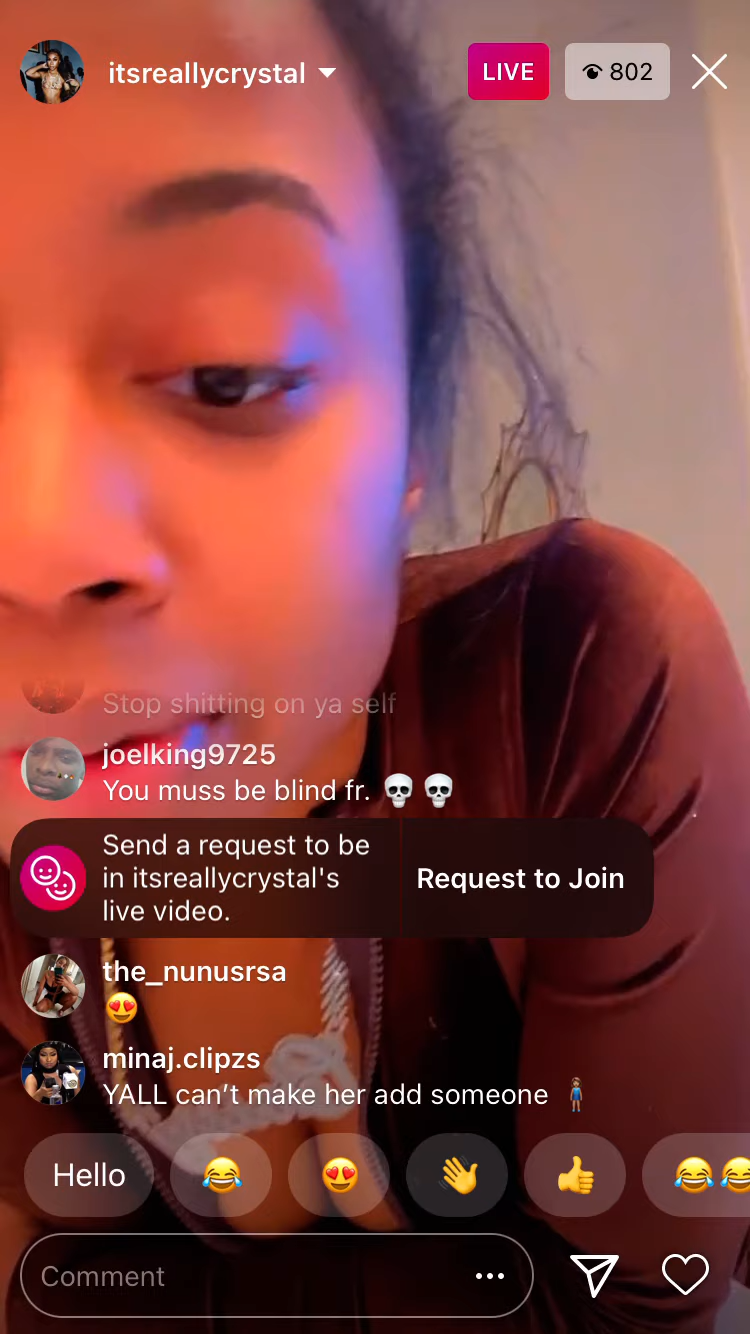 itsreallycrystal
LIVE
802
Stop shitting on ya self
joelking9725
You muss be blind fr. 💀💀
Send a request to be
in itsreallycrystal's
live video.
Request to Join
the_nunusrsa
😍
minaj.clipzs
YALL can’t make her add someone 🧍🏽‍♀️
Hello 😂 😍 👋 👍 😂😂
Comment